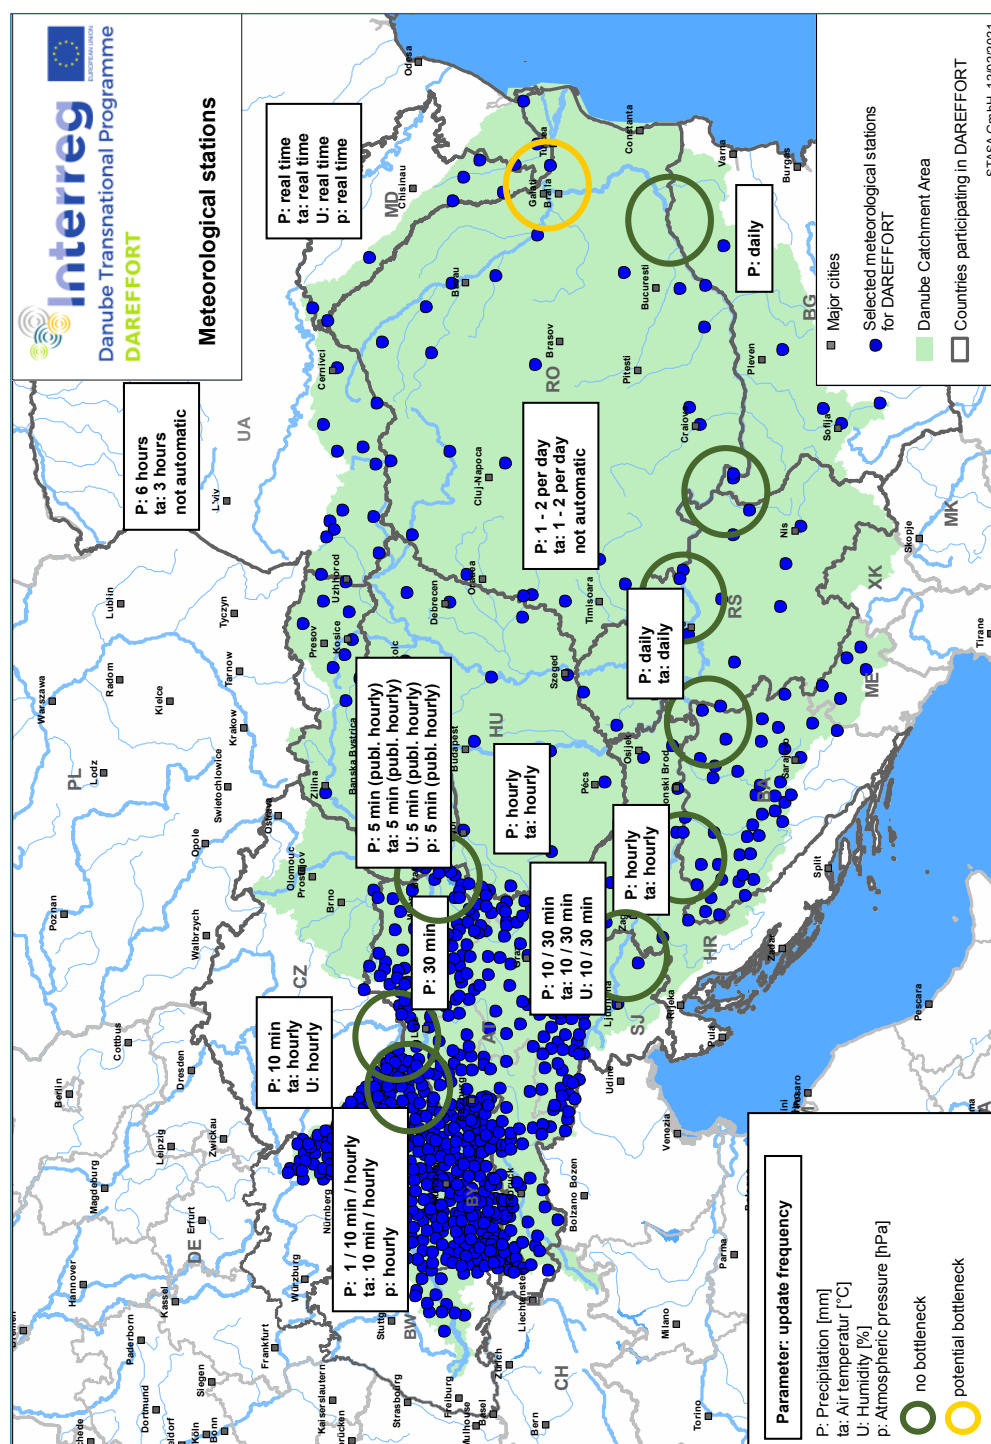 Interreg
EUROPEAN UNION
Danube Transnational Programme
DAREFFORT
Meteorological stations
P: real time
ta: real time
U: real time
p: real time
P: 6 hours
ta: 3 hours
not automatic
P: 1 - 2 per day
ta: 1 - 2 per day
not automatic
P: daily
P: daily
ta: daily
P: 5 min (publ. hourly)
ta: 5 min (publ. hourly)
U: 5 min (publ. hourly)
p: 5 min (publ. hourly)
P: hourly
ta: hourly
P: hourly
ta: hourly
P: 10 / 30 min
ta: 10 / 30 min
U: 10 / 30 min
P: 30 min
P: 10 min
ta: hourly
U: hourly
P: 1 / 10 min / hourly
ta: 10 min / hourly
p: hourly
Major cities
Selected meteorological stations
for DAREFFORT
Danube Catchment Area
Countries participating in DAREFFORT
Parameter: update frequency
P: Precipitation [mm]
ta: Air temperatur [°C]
U: Humidity [%]
p: Atmospheric pressure [hPa]
no bottleneck
potential bottleneck
Odesa
Chisinau
MD
Galati
Braila
Constanta
Varna
Burgas
Bacau
Bucuresti
BG
Cernivci
Brasov
RO
Pitesti
Pleven
UA
L'viv
Cluj-Napoca
Craiova
Sofija
Lublin
Tyczyn
Uzhhorod
Debrecen
Oradea
Timisoara
Nis
Skopje
MK
XK
RS
Warszawa
Radom
Kielce
Tarnow
Presov
Kosice
Szeged
ME
Tirane
PL
Lodz
Krakow
Swietochlowice
Zilina
Banska Bystrica
Budapest
HU
Osijek
Sarajevo
BA
Ostrava
Opole
Pécs
Poznan
Walbrzych
Olomouc
Prostejov
Brno
Split
Zadar
HR
CZ
Cottbus
Dresden
Berlin
Ljubljana
SJ
Rijeka
Pula
Pescara
AU
Udine
Venezia
Leipzig
Zwickau
Magdeburg
Erfurt
DE
Nürnberg
BY
Bolzano Bozen
Hannover
Kassel
Würzburg
Parma
Paderborn
Frankfurt
BW
Liechtenstein
Milano
Dortmund
Siegen
Köln
Bonn
Kaiserslautern
Strasbourg
Freiburg
Mulhouse
Basel
Zürich
CH
Bern
Torino